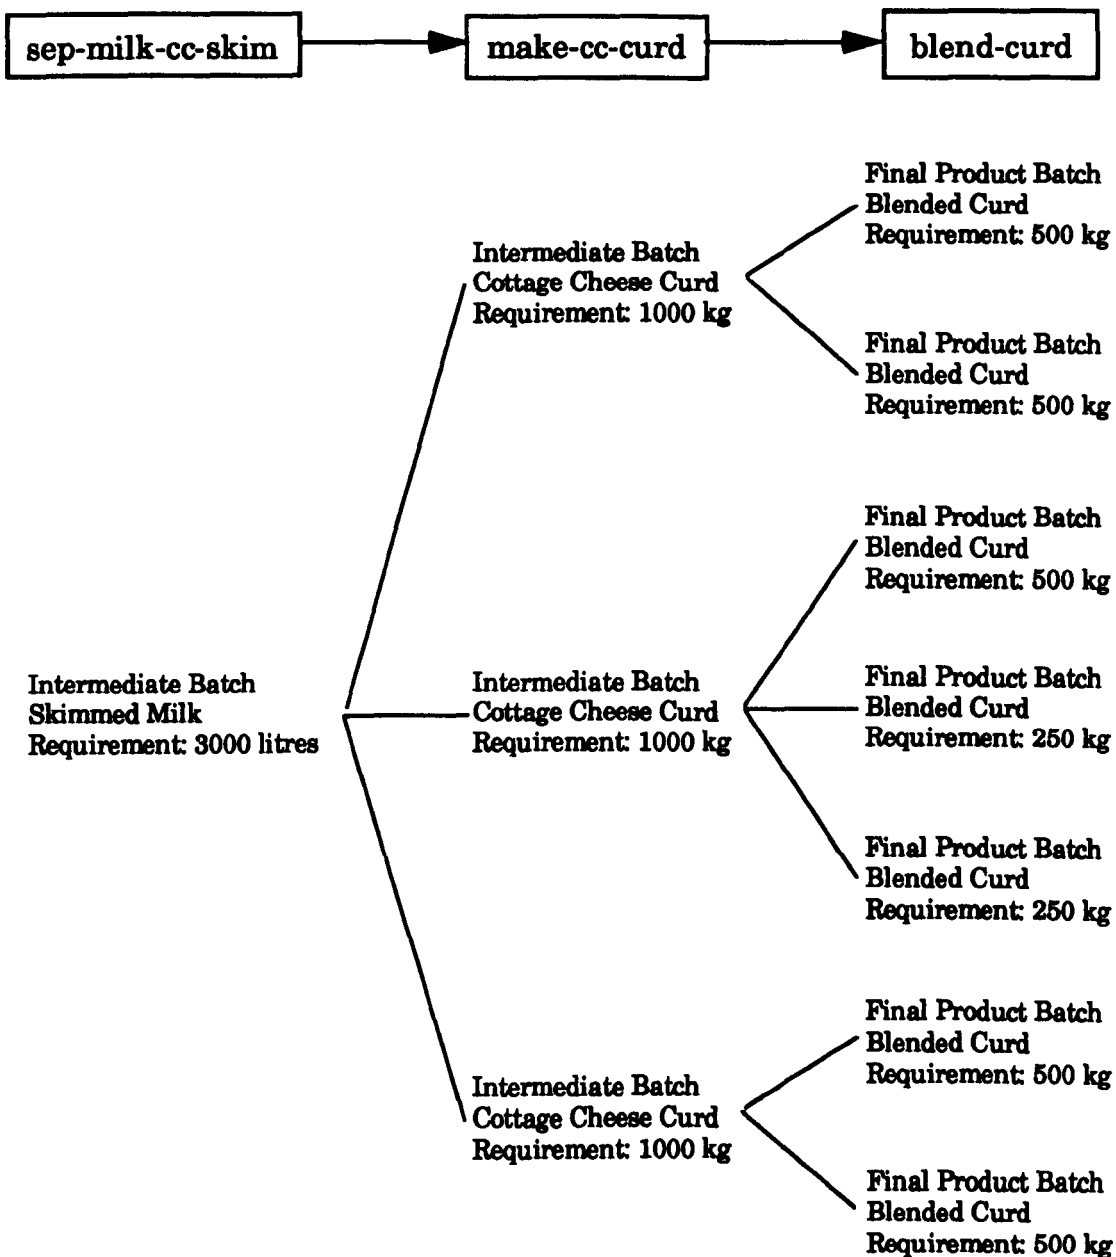 sep-milk-cc-skim
make-cc-curd
blend-curd
Final Product Batch
Blended Curd
Requirement: 500 kg
Intermediate Batch
Cottage Cheese Curd
Requirement: 1000 kg
Final Product Batch
Blended Curd
Requirement: 500 kg
Final Product Batch
Blended Curd
Requirement: 500 kg
Intermediate Batch
Skimmed Milk
Requirement: 3000 litres
Intermediate Batch
Cottage Cheese Curd
Requirement: 1000 kg
Final Product Batch
Blended Curd
Requirement: 250 kg
Final Product Batch
Blended Curd
Requirement: 250 kg
Intermediate Batch
Cottage Cheese Curd
Requirement: 1000 kg
Final Product Batch
Blended Curd
Requirement: 500 kg
Final Product Batch
Blended Curd
Requirement: 500 kg